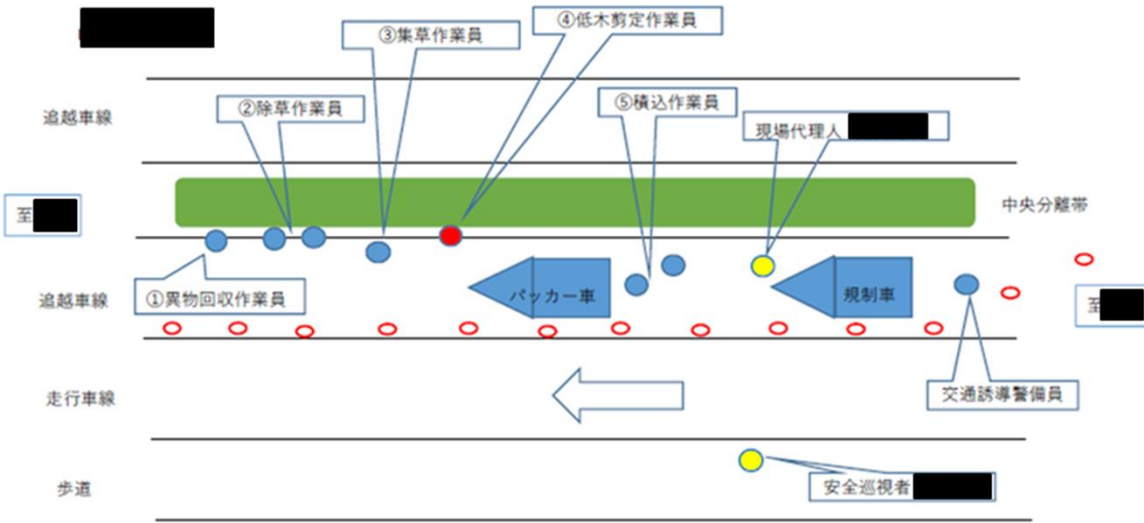 ④低木剪定作業員
③集草作業員
②除草作業員
⑤積込作業員
追越車線
現場代理人
至
中央分離帯
①異物回収作業員
追越車線
パッカー車
規制車
至
走行車線
交通誘導警備員
歩道
安全巡視者